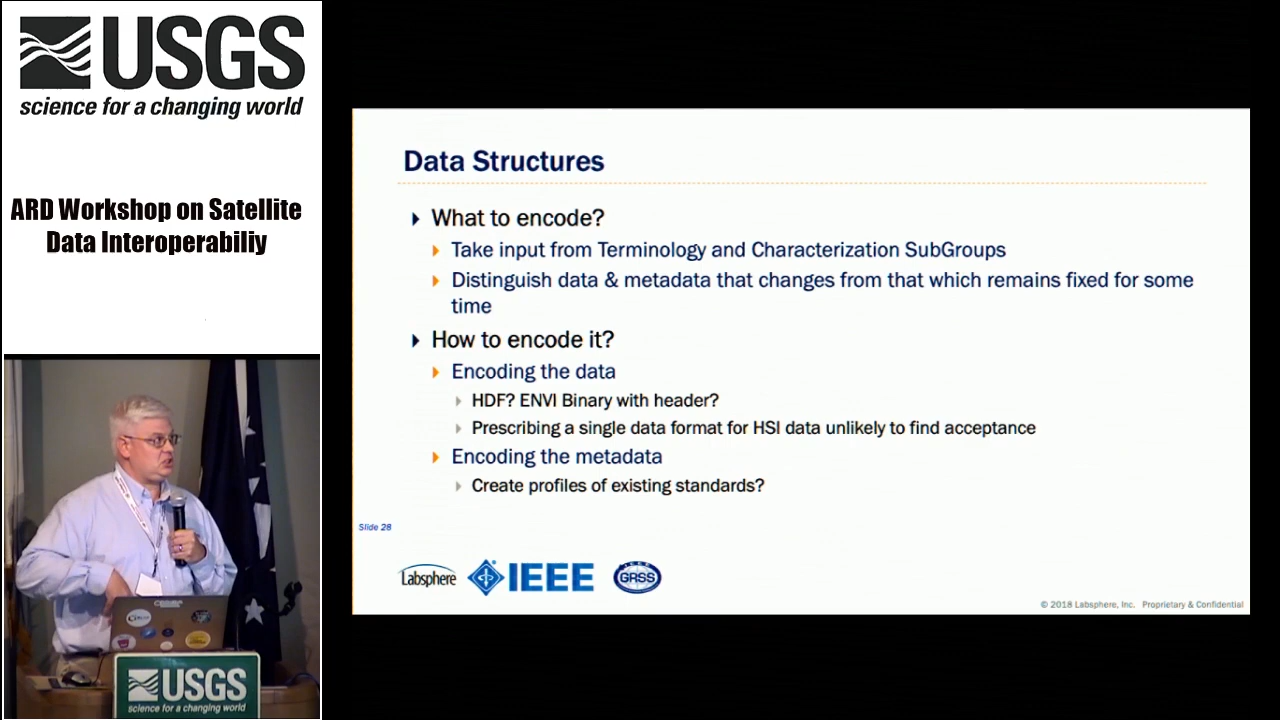 USGS
science for a changing world
ARD Workshop on Satellite
Data Interoperabiliy
Data Structures
What to encode?
Take input from Terminology and Characterization SubGroups
Distinguish data & metadata that changes from that which remains fixed for some
time
How to encode it?
Encoding the data
HDF? ENVI Binary with header?
Prescribing a single data format for HSI data unlikely to find acceptance
Encoding the metadata
Create profiles of existing standards?
Slide 28
Labsphere
IEEE
GRSS
© 2018 Labsphere, Inc. Proprietary & Confidential
USGS
science for a changing world